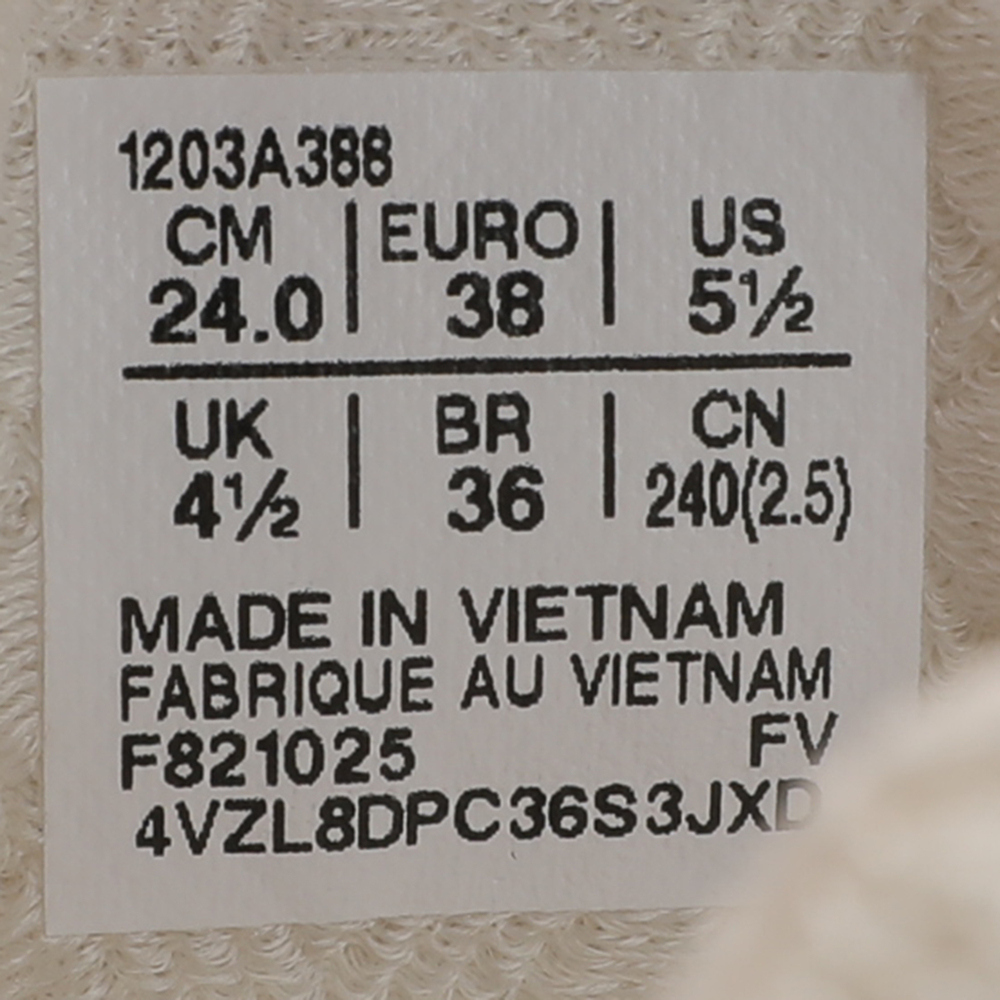 1203A388
CM | EURO | US
24.0 | 38 | 5½
UK | BR | CN
4½ | 36 | 240(2.5)
MADE IN VIETNAM
FABRIQUE AU VIETNAM
F821025 FV